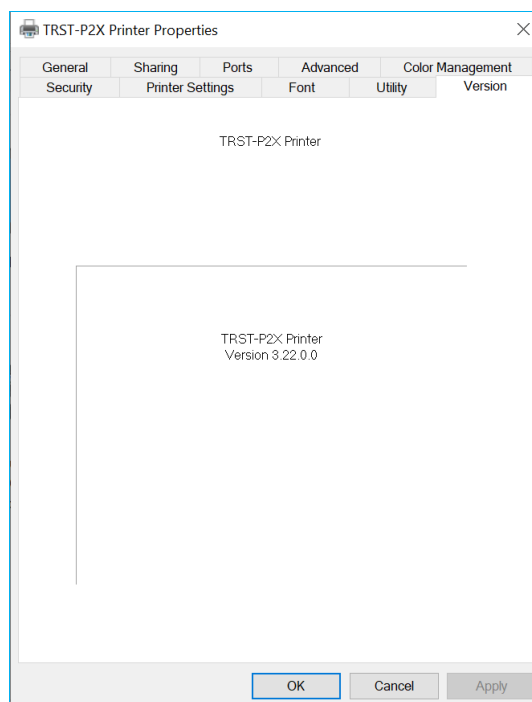 TRST-P2X Printer Properties
General Sharing Ports Advanced Color Management
Security Printer Settings Font Utility Version
TRST-P2X Printer
TRST-P2X Printer
Version 3.22.0.0
OK Cancel Apply